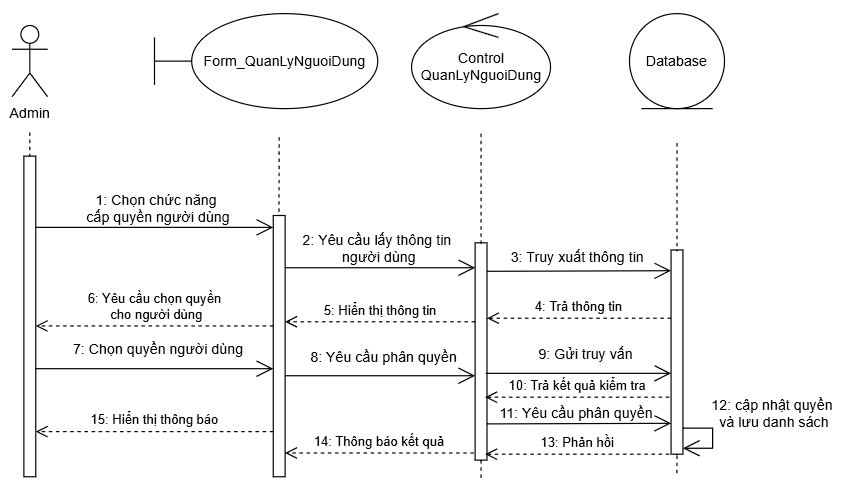 Admin
Form_QuanLyNguoiDung
Control
QuanLyNguoiDung
Database
1: Chọn chức năng
cấp quyền người dùng
2: Yêu cầu lấy thông tin
người dùng
3: Truy xuất thông tin
4: Trả thông tin
5: Hiển thị thông tin
6: Yêu cầu chọn quyền
cho người dùng
7: Chọn quyền người dùng
8: Yêu cầu phân quyền
9: Gửi truy vấn
10: Trả kết quả kiểm tra
11: Yêu cầu phân quyền
12: cập nhật quyền
và lưu danh sách
13: Phản hồi
14: Thông báo kết quả
15: Hiển thị thông báo